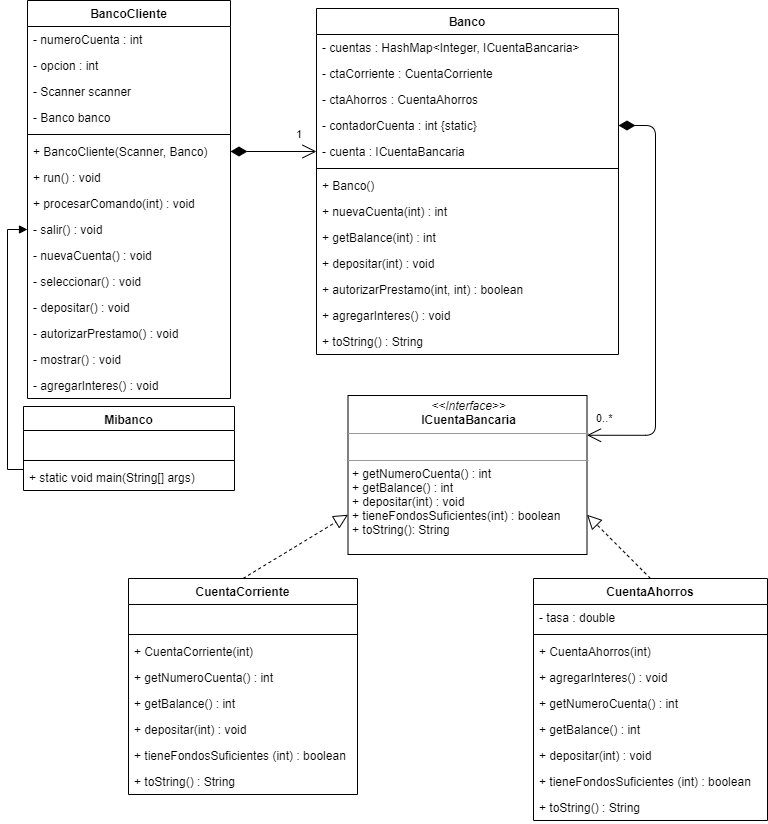 BancoCliente
- numeroCuenta : int
- opcion : int
- Scanner scanner
- Banco banco
+ BancoCliente(Scanner, Banco)
+ run() : void
+ procesarComando(int) : void
- salir() : void
- nuevaCuenta() : void
- seleccionar() : void
- depositar() : void
- autorizarPrestamo() : void
- mostrar() : void
- agregarInteres() : void
1
Banco
- cuentas : HashMap<Integer, ICuentaBancaria>
- ctaCorriente : CuentaCorriente
- ctaAhorros : CuentaAhorros
- contadorCuenta : int {static}
- cuenta : ICuentaBancaria
+ Banco()
+ nuevaCuenta(int) : int
+ getBalance(int) : int
+ depositar(int) : void
+ autorizarPrestamo(int, int) : boolean
+ agregarInteres() : void
+ toString() : String
Mibanco
+ static void main(String[] args)
<<Interface>>
ICuentaBancaria
+ getNumeroCuenta() : int
+ getBalance() : int
+ depositar(int) : void
+ tieneFondosSuficientes(int) : boolean
+ toString(): String
0..*
CuentaCorriente
+ CuentaCorriente(int)
+ getNumeroCuenta() : int
+ getBalance() : int
+ depositar(int) : void
+ tieneFondosSuficientes (int) : boolean
+ toString() : String
CuentaAhorros
- tasa : double
+ CuentaAhorros(int)
+ agregarInteres() : void
+ getNumeroCuenta() : int
+ getBalance() : int
+ depositar(int) : void
+ tieneFondosSuficientes (int) : boolean
+ toString() : String